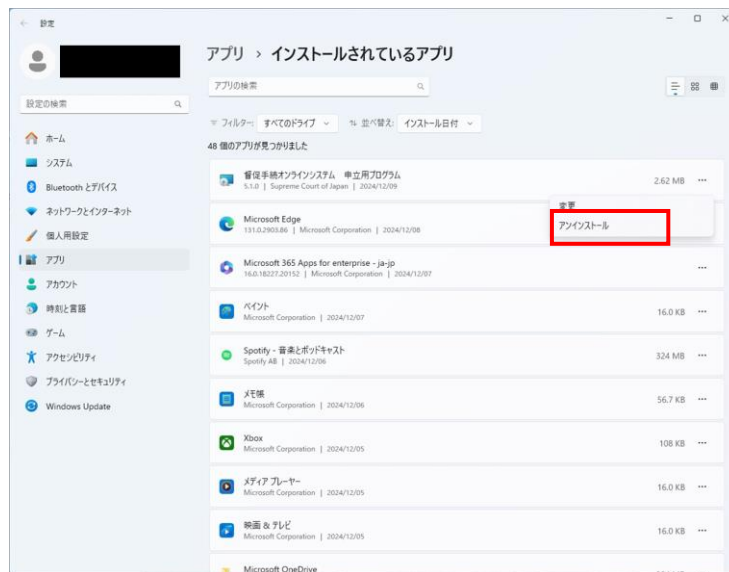 ← 設定
アプリ › インストールされているアプリ
アプリの検索
設定の検索
フィルター: すべてのドライブ 並べ替え: インストール日付
48 個のアプリが見つかりました
ホーム
システム
Bluetooth とデバイス
ネットワークとインターネット
個人用設定
アプリ
アカウント
時刻と言語
ゲーム
アクセシビリティ
プライバシーとセキュリティ
Windows Update
督促手続オンラインシステム 申立用プログラム
5.1.0 | Supreme Court of Japan | 2024/12/09
2.62 MB
変更
アンインストール
Microsoft Edge
131.0.2903.86 | Microsoft Corporation | 2024/12/08
Microsoft 365 Apps for enterprise - ja-jp
16.0.18227.20152 | Microsoft Corporation | 2024/12/07
ペイント
Microsoft Corporation | 2024/12/07
16.0 KB
Spotify - 音楽とポッドキャスト
Spotify AB | 2024/12/06
324 MB
メモ帳
Microsoft Corporation | 2024/12/06
56.7 KB
Xbox
Microsoft Corporation | 2024/12/05
108 KB
メディア プレーヤー
Microsoft Corporation | 2024/12/05
16.0 KB
映画 & テレビ
Microsoft Corporation | 2024/12/05
16.0 KB
Microsoft OneDrive